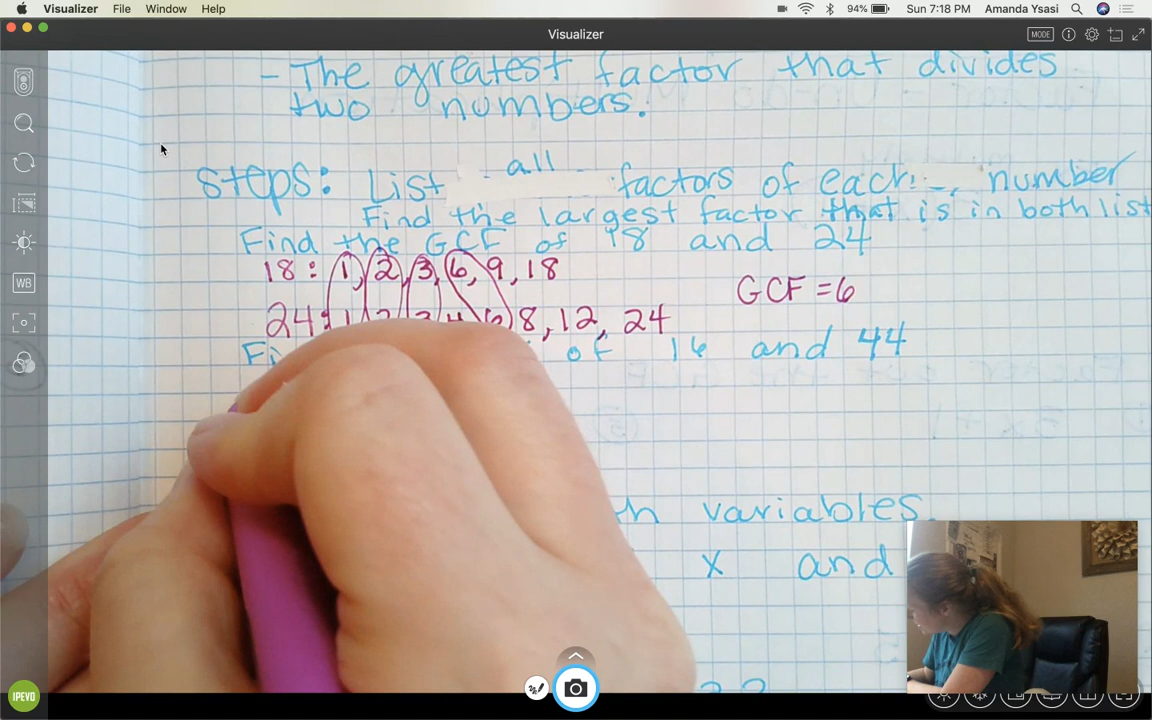 Visualizer File Window Help 94% Sun 7:18 PM Amanda Ysasi
Visualizer MODE
- The greatest factor that divides
two numbers.
all
Steps: List factors of each number
Find the largest factor that is in both list
Find the GCF of 18 and 24
18: 1, 2, 3, 6, 9, 18
GCF = 6
24: 8, 12, 24
of 16 and 44
WB
variables.
x and
IPEVO